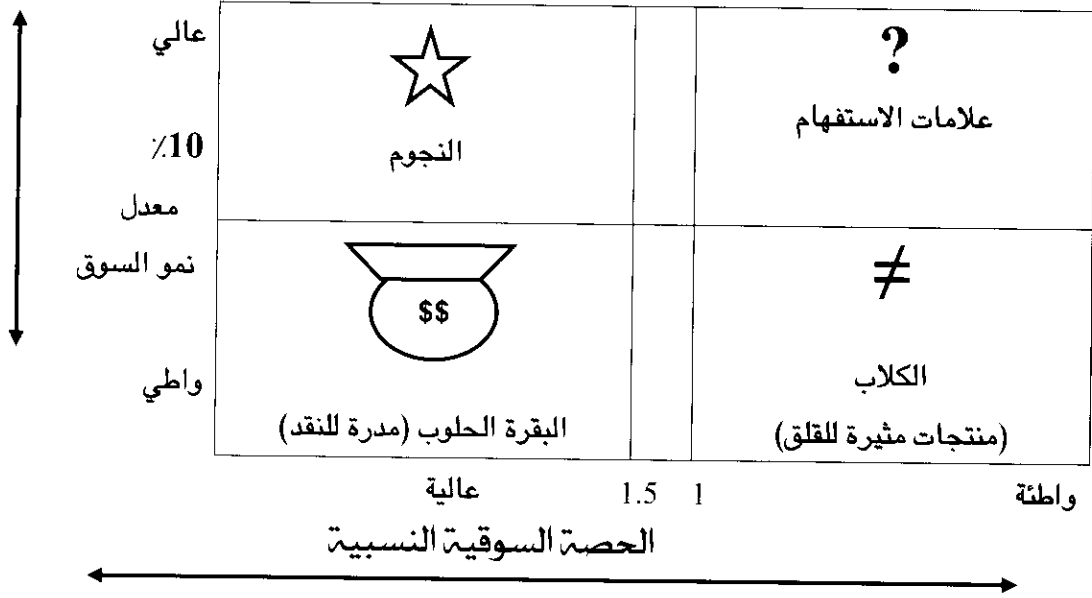 عالي
?
علامات الاستفهام
النجوم
٪10
معدل
نمو السوق
≠
$$
الكلاب
واطي
(منتجات مثيرة للقلق)
البقرة الحلوب (مدرة للنقد)
واطئة
1
1.5
عالية
الحصة السوقية النسبية